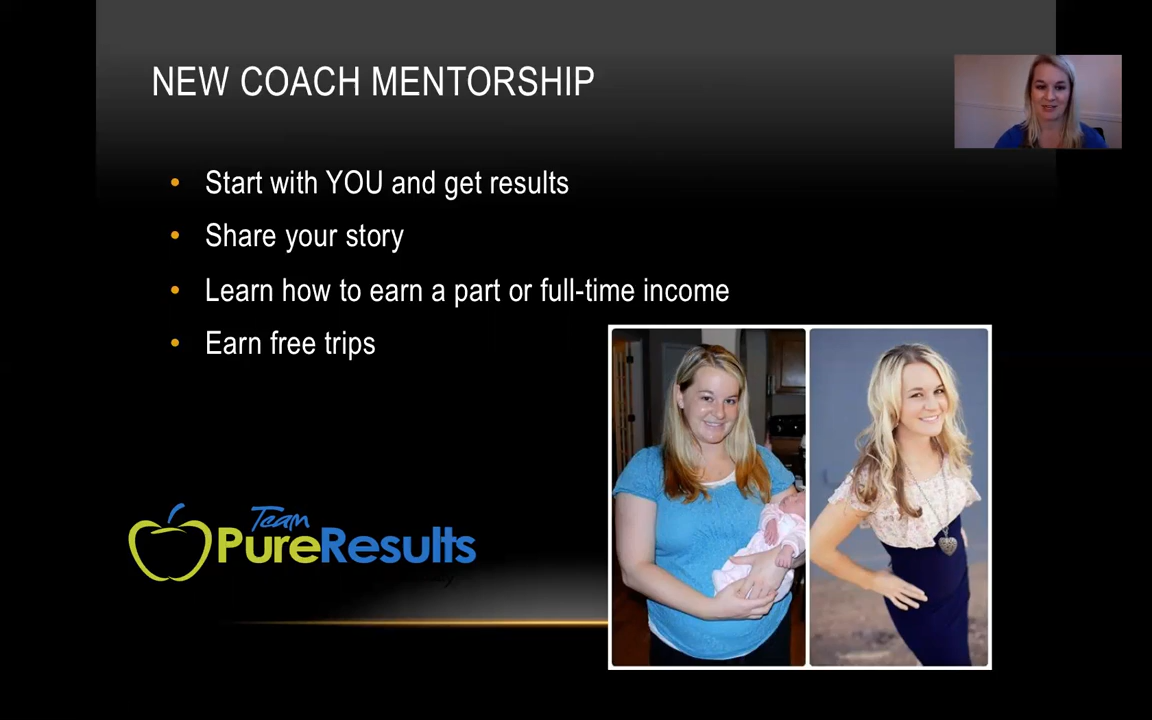 NEW COACH MENTORSHIP
• Start with YOU and get results
• Share your story
• Learn how to earn a part or full-time income
• Earn free trips
Team
PureResults